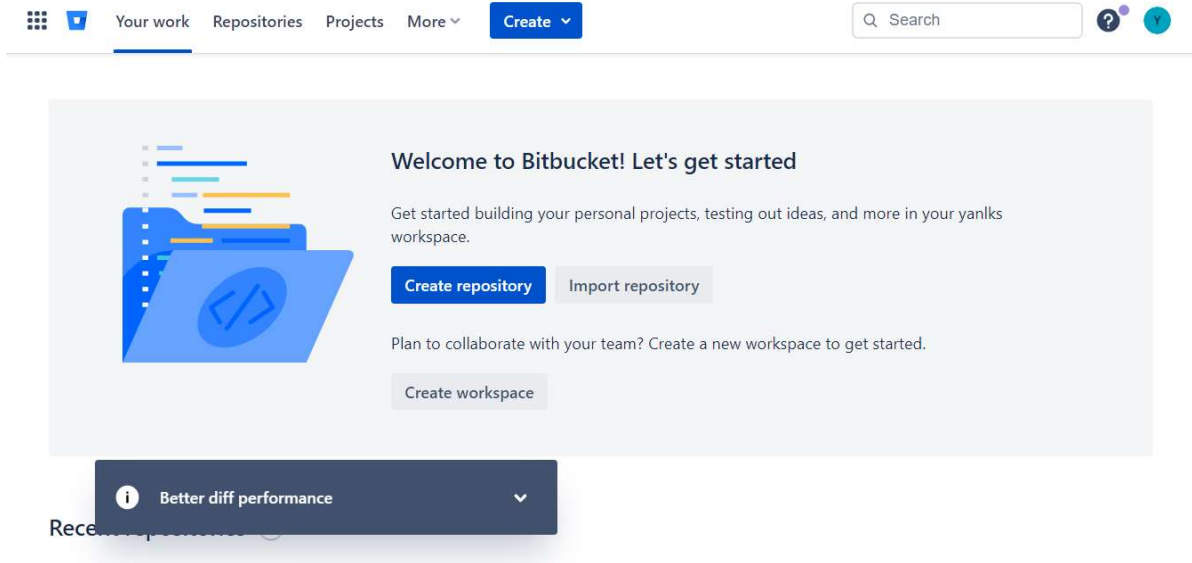 Your work Repositories Projects More Create Search ? Y
Welcome to Bitbucket! Let's get started
Get started building your personal projects, testing out ideas, and more in your yanlks
workspace.
Create repository Import repository
Plan to collaborate with your team? Create a new workspace to get started.
Create workspace
Better diff performance
Recent repositories